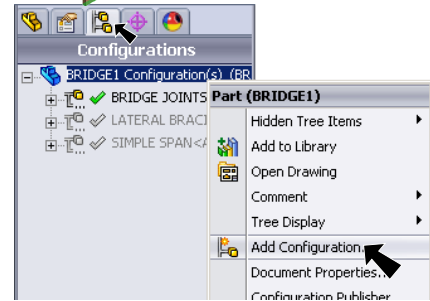 Configurations
BRIDGE1 Configuration(s) (BR
BRIDGE JOINTS
LATERAL BRACI
SIMPLE SPAN<
Part (BRIDGE1)
Hidden Tree Items
Add to Library
Open Drawing
Comment
Tree Display
Add Configuration...
Document Properties...
Configuration Publisher